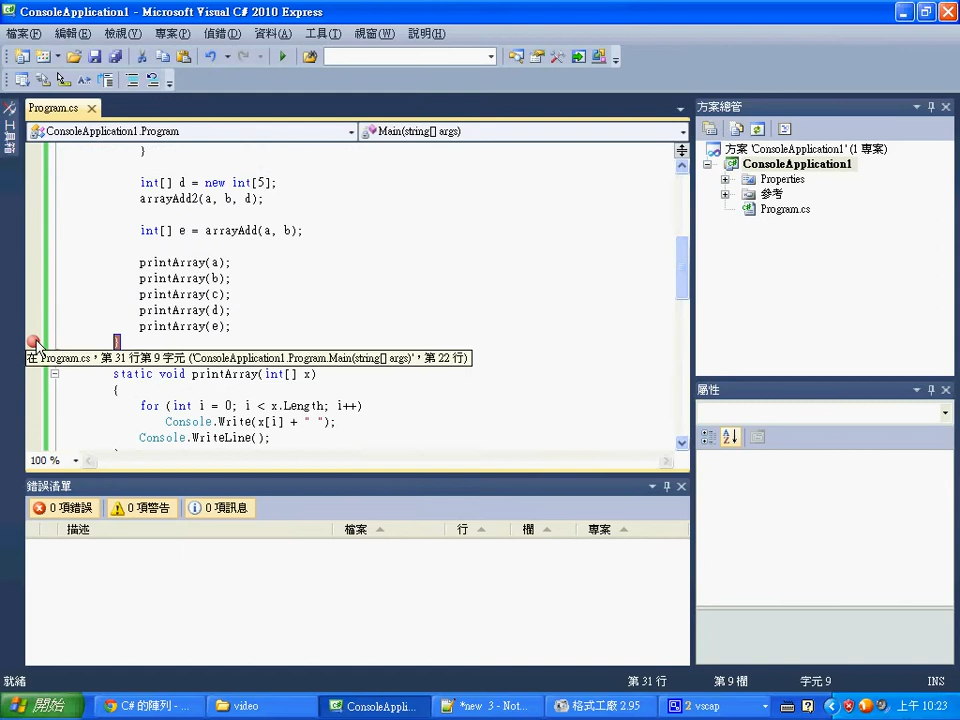 ConsoleApplication1 - Microsoft Visual C# 2010 Express
檔案(F) 編輯(E) 檢視(V) 專案(P) 偵錯(D) 資料(A) 工具(T) 視窗(W) 說明(H)
Program.cs
ConsoleApplication1.Program
Main(string[] args)
}
int[] d = new int[5];
arrayAdd2(a, b, d);
int[] e = arrayAdd(a, b);
printArray(a);
printArray(b);
printArray(c);
printArray(d);
printArray(e);
}
在 Program.cs，第 31 行第 9 字元 ('ConsoleApplication1.Program.Main(string[] args)'，第 22 行)
static void printArray(int[] x)
{
for (int i = 0; i < x.Length; i++)
Console.Write(x[i] + " ");
Console.WriteLine();
100 %
工具箱
方案總管
方案 'ConsoleApplication1' (1 專案)
ConsoleApplication1
Properties
參考
Program.cs
屬性
錯誤清單
0 項錯誤 0 項警告 0 項訊息
描述 檔案 行 欄 專案
就緒 第 31 行 第 9 欄 字元 9 INS
開始 C# 的陣列 - ... video ConsoleAppli... *new 3 - Not... 格式工廠 2.95 2 vscap 上午 10:23